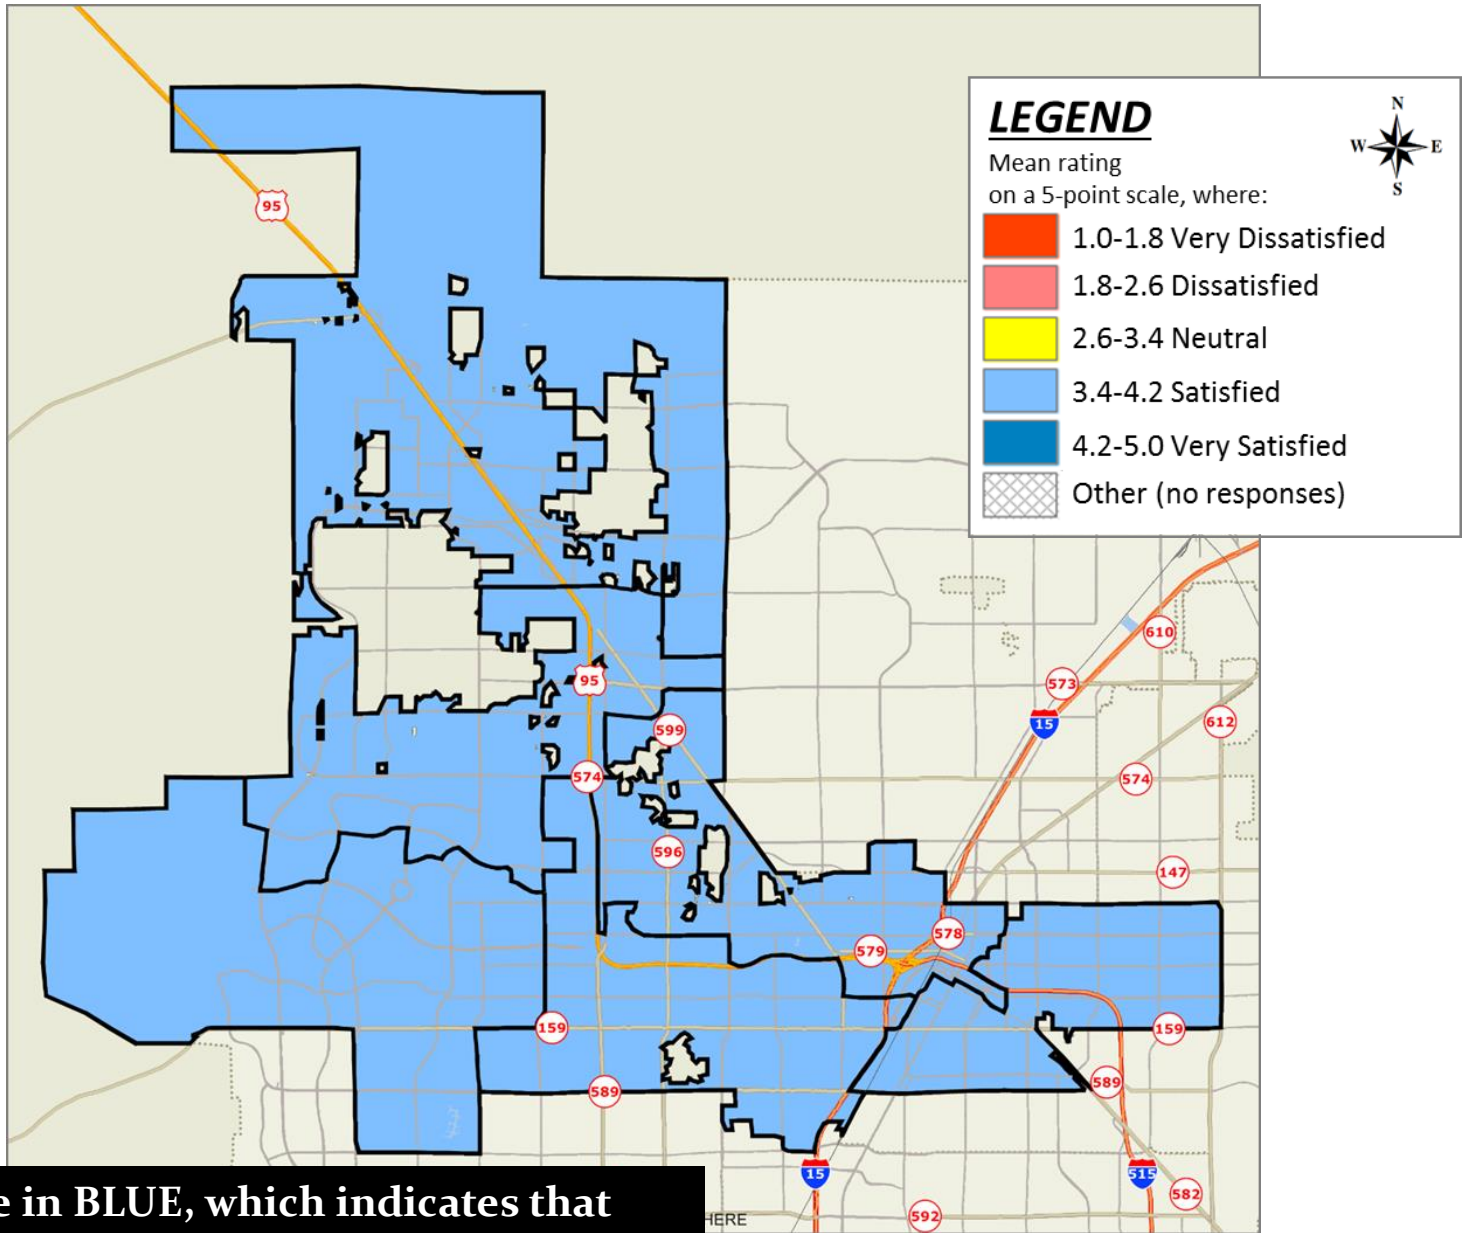 LEGEND
Mean rating
on a 5-point scale, where:
1.0-1.8 Very Dissatisfied
1.8-2.6 Dissatisfied
2.6-3.4 Neutral
3.4-4.2 Satisfied
4.2-5.0 Very Satisfied
Other (no responses)
N
W E
S
95
610
573
95
15
612
599
574
574
596
147
578
579
159
159
589
589
15
515
582
592
HERE
e in BLUE, which indicates that